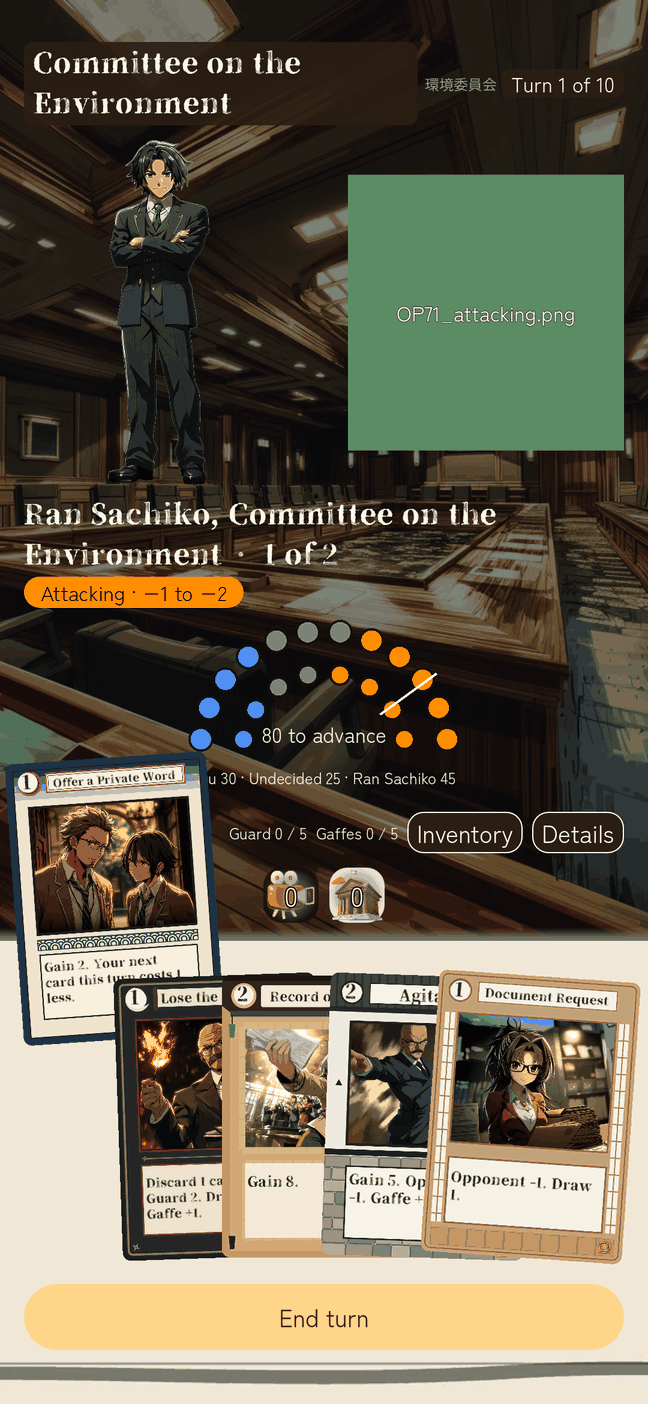 Committee on the
Environment
環境委員会
Turn 1 of 10
OP71_attacking.png
Ran Sachiko, Committee on the
Environment · 1 of 2
Attacking · −1 to −2
80 to advance
u 30 · Undecided 25 · Ran Sachiko 45
Guard 0 / 5 Gaffes 0 / 5
Inventory
Details
0
0
1 Offer a Private Word
Gain 2. Your next
card this turn costs 1
less.
1 Lose the
Discard 1 ca
Guard 2. Dr
Gaffe +1.
2 Record o
Gain 8.
2 Agita
Gain 5. Op
-1. Gaffe +
1 Document Request
Opponent -1. Draw
1.
End turn